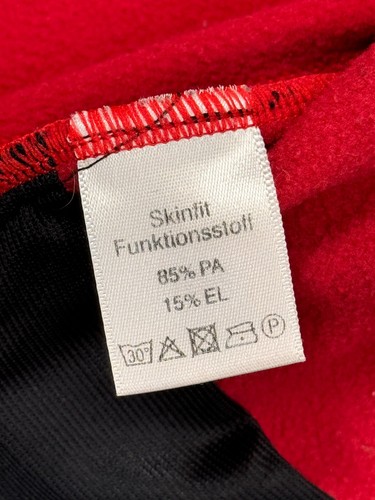 Skinfit
Funktionsstoff
85% PA
15% EL
30° P